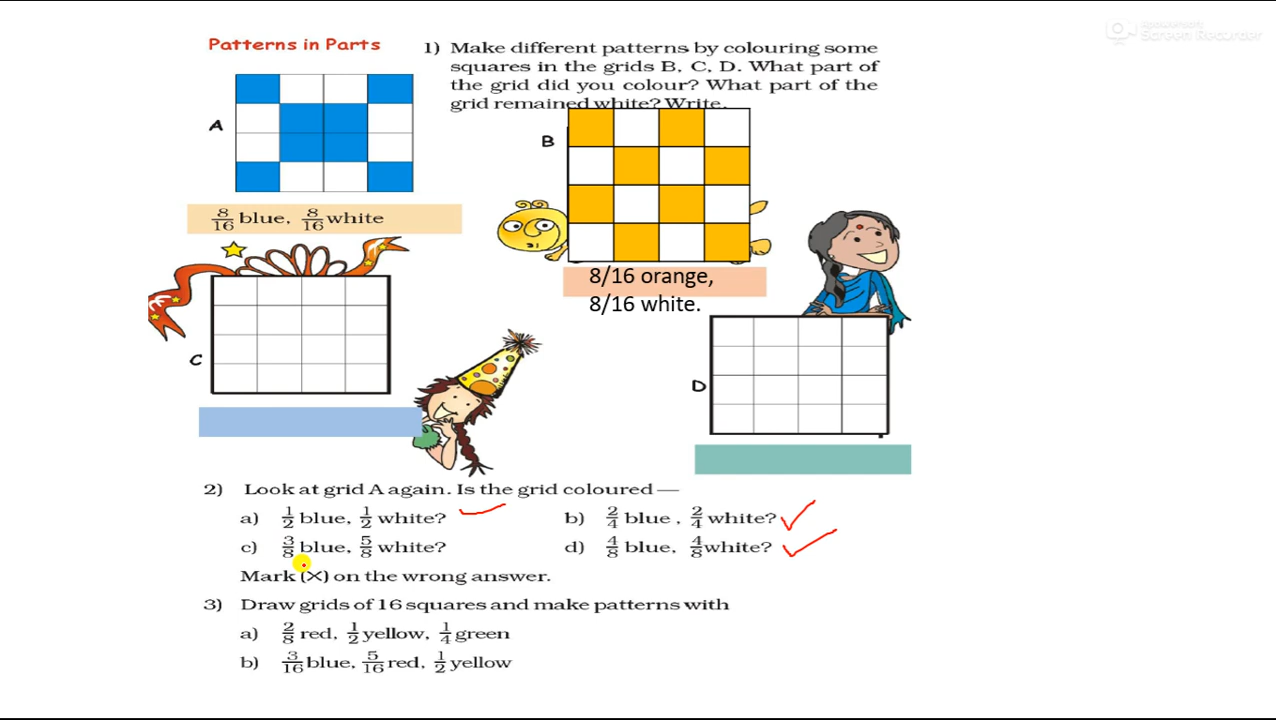 Apowersoft
Screen Recorder
Patterns in Parts
1) Make different patterns by colouring some
squares in the grids B, C, D. What part of
the grid did you colour? What part of the
grid remained white? Write.
A
B
8/16 blue, 8/16 white
8/16 orange,
8/16 white.
C
D
2) Look at grid A again. Is the grid coloured —
a) 1/2 blue, 1/2 white? b) 2/4 blue, 2/4 white?
c) 3/8 blue, 5/8 white? d) 4/8 blue, 4/8 white?
Mark (X) on the wrong answer.
3) Draw grids of 16 squares and make patterns with
a) 2/8 red, 1/2 yellow, 1/4 green
b) 3/16 blue, 5/16 red, 1/2 yellow